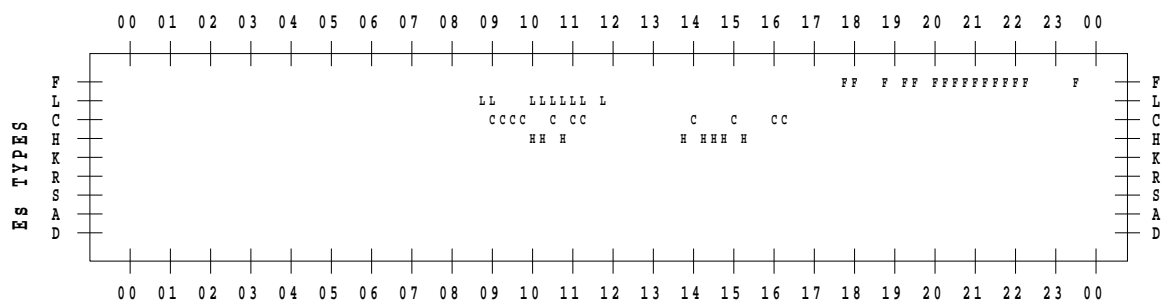 00 01 02 03 04 05 06 07 08 09 10 11 12 13 14 15 16 17 18 19 20 21 22 23 00
F FF F FF FFFFFFFFFF F F
L LL LLLLLL L L
C CCCC C CC C C CC C
H HH H H HHH H H
K K
R R
S S
A A
D D
Es TYPES
00 01 02 03 04 05 06 07 08 09 10 11 12 13 14 15 16 17 18 19 20 21 22 23 00